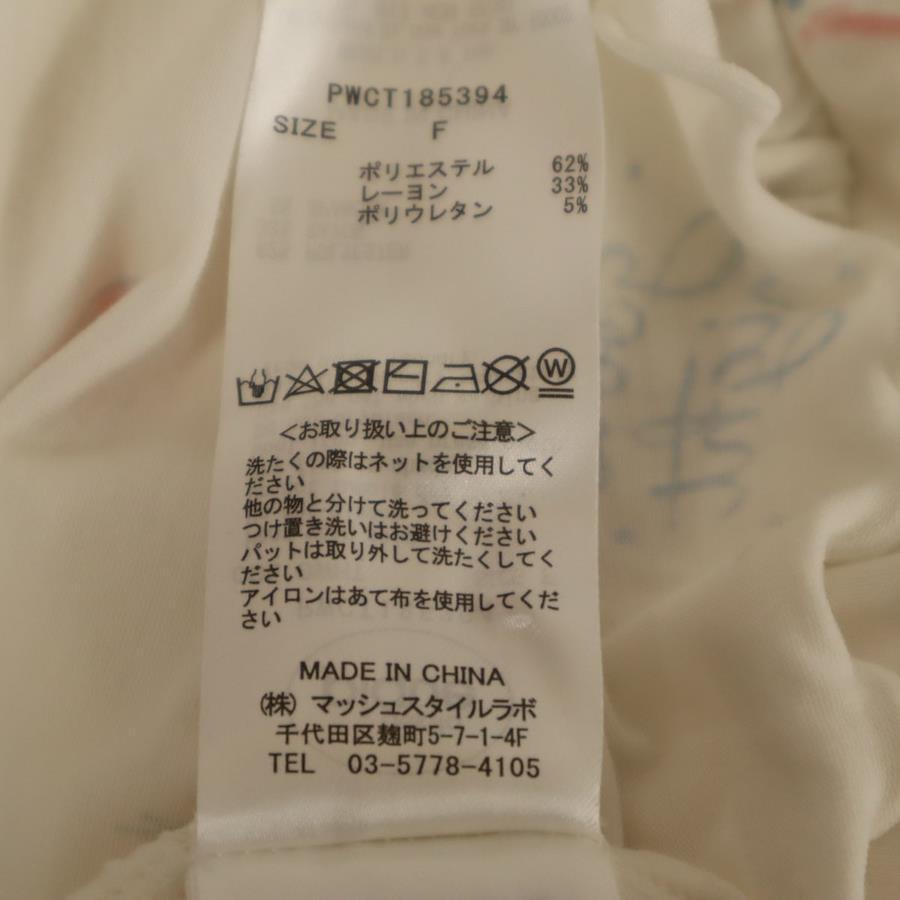 PWCT185394
SIZE F
ポリエステル 62%
レーヨン 33%
ポリウレタン 5%
W
<お取り扱い上のご注意>
洗たくの際はネットを使用してく
ださい
他の物と分けて洗ってください
つけ置き洗いはお避けください
パットは取り外して洗たくしてく
ださい
アイロンはあて布を使用してくだ
さい
MADE IN CHINA
(株) マッシュスタイルラボ
千代田区麹町5-7-1-4F
TEL 03-5778-4105